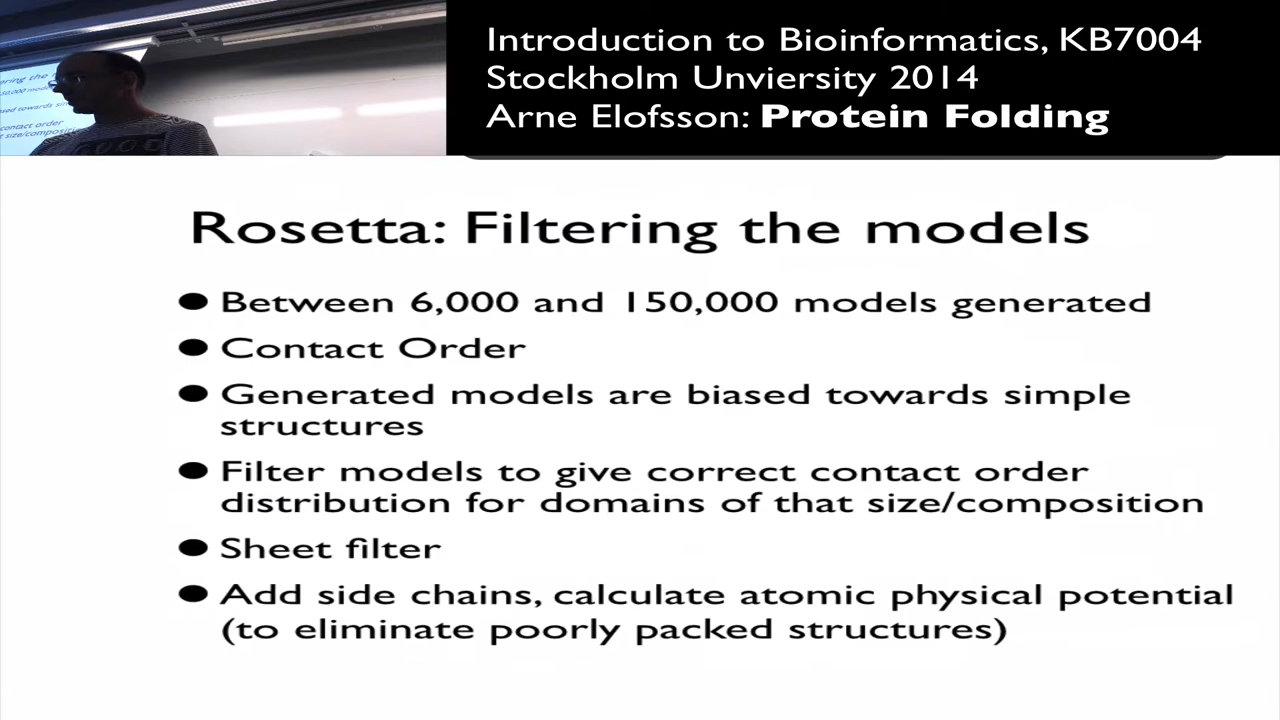 Introduction to Bioinformatics, KB7004
Stockholm Unviersity 2014
Arne Elofsson: Protein Folding
Rosetta: Filtering the models
● Between 6,000 and 150,000 models generated
● Contact Order
● Generated models are biased towards simple
structures
● Filter models to give correct contact order
distribution for domains of that size/composition
● Sheet filter
● Add side chains, calculate atomic physical potential
(to eliminate poorly packed structures)